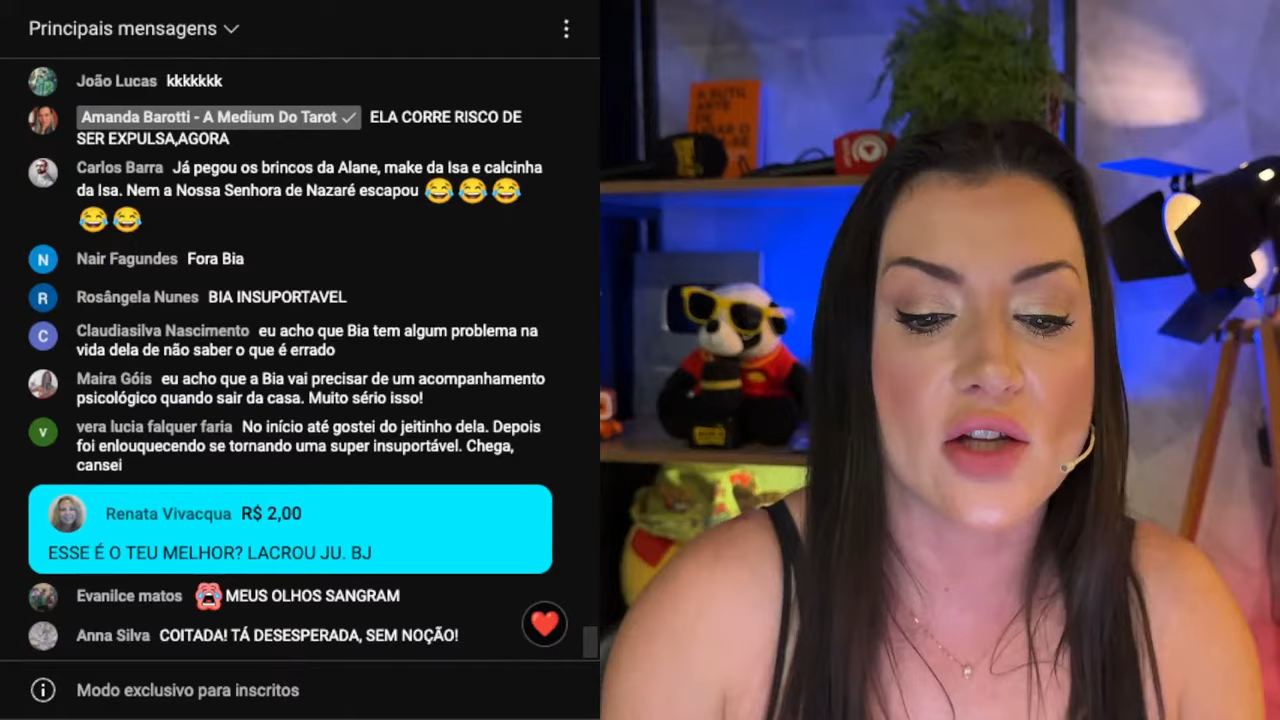 Principais mensagens
João Lucas kkkkkkk
Amanda Barotti - A Medium Do Tarot ELA CORRE RISCO DE
SER EXPULSA,AGORA
Carlos Barra Já pegou os brincos da Alane, make da Isa e calcinha
da Isa. Nem a Nossa Senhora de Nazaré escapou 😂😂😂
😂😂
N Nair Fagundes Fora Bia
R Rosângela Nunes BIA INSUPORTAVEL
C Claudiasilva Nascimento eu acho que Bia tem algum problema na
vida dela de não saber o que é errado
Maira Góis eu acho que a Bia vai precisar de um acompanhamento
psicológico quando sair da casa. Muito sério isso!
v vera lucia falquer faria No início até gostei do jeitinho dela. Depois
foi enlouquecendo se tornando uma super insuportável. Chega,
cansei
Renata Vivacqua R$ 2,00
ESSE É O TEU MELHOR? LACROU JU. BJ
Evanilce matos 😭 MEUS OLHOS SANGRAM
Anna Silva COITADA! TÁ DESESPERADA, SEM NOÇÃO!
Modo exclusivo para inscritos
A SUTIL
ARTE
DE